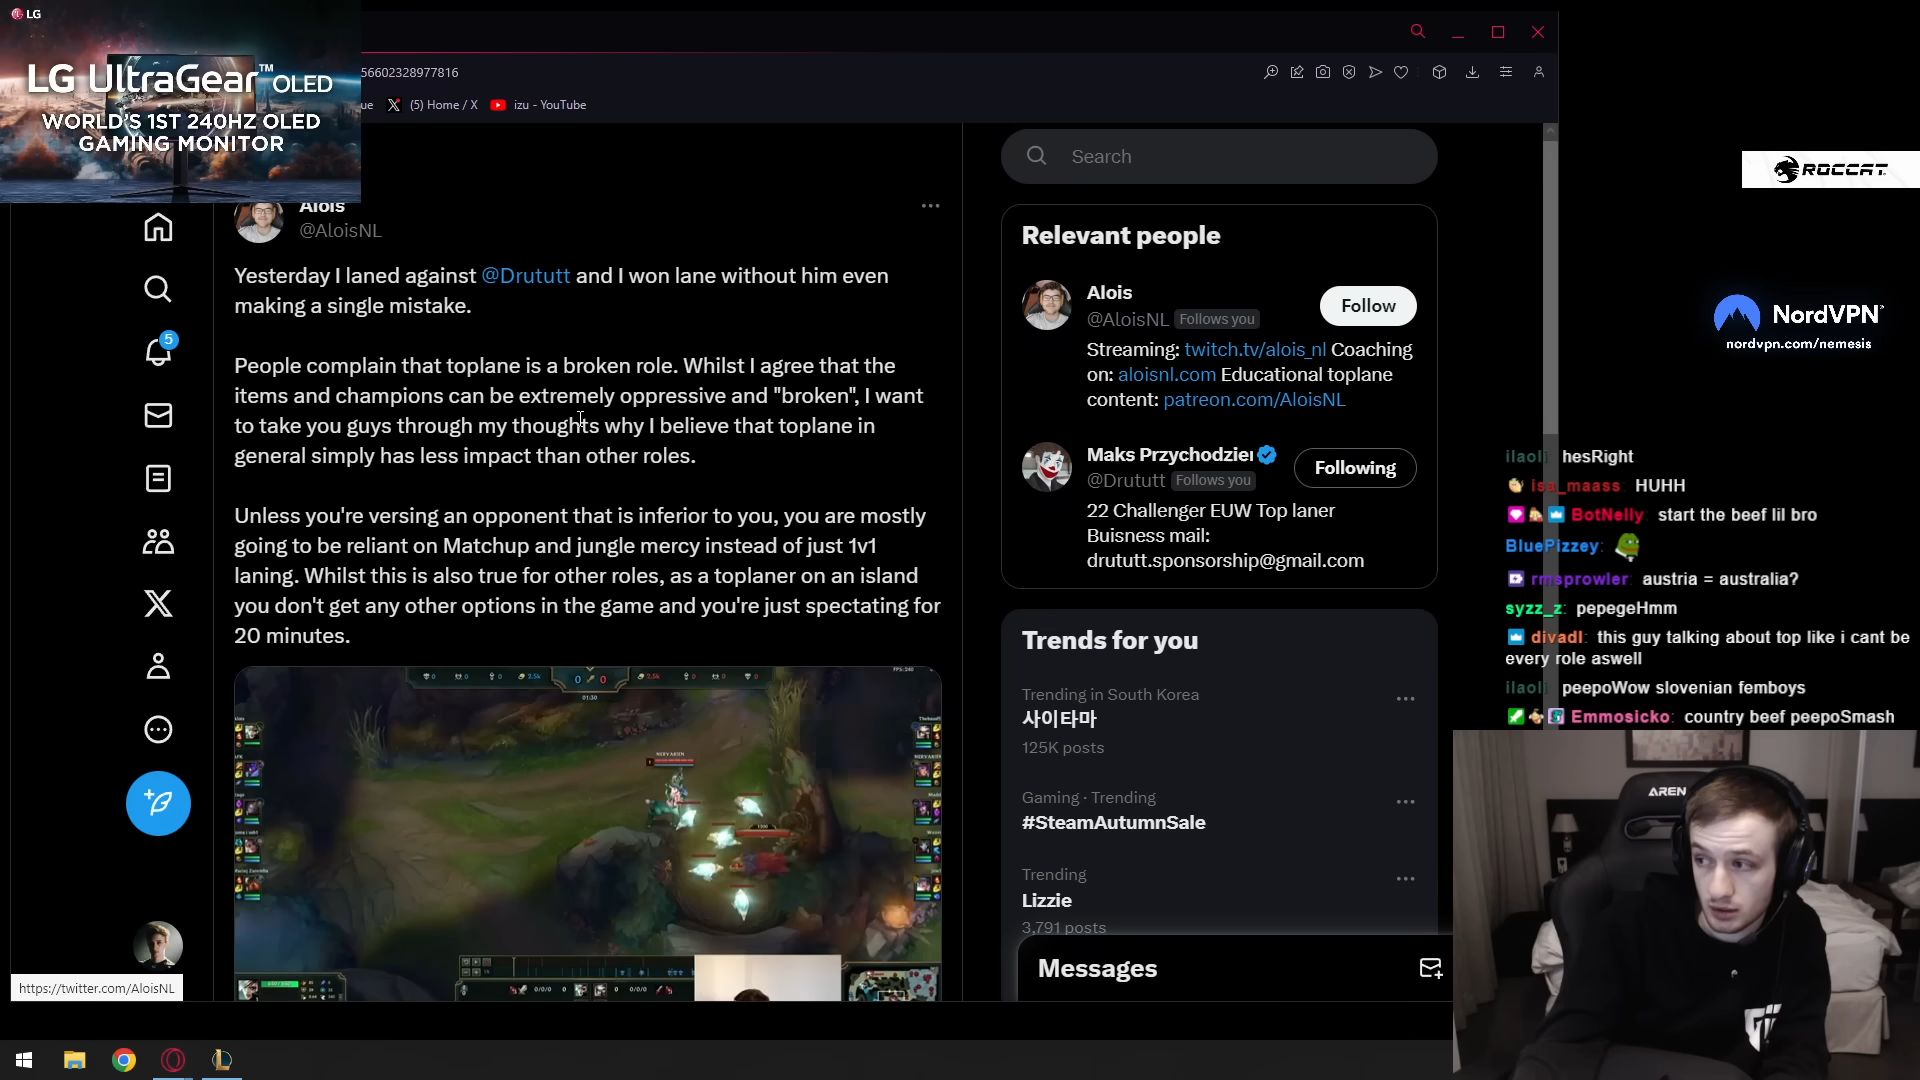 LG
LG UltraGear™ OLED
WORLD'S 1ST 240HZ OLED
GAMING MONITOR
56602328977816
ue
(5) Home / X
izu - YouTube
Alois
@AloisNL
Yesterday I laned against @Drututt and I won lane without him even
making a single mistake.
People complain that toplane is a broken role. Whilst I agree that the
items and champions can be extremely oppressive and "broken", I want
to take you guys through my thoughts why I believe that toplane in
general simply has less impact than other roles.
Unless you're versing an opponent that is inferior to you, you are mostly
going to be reliant on Matchup and jungle mercy instead of just 1v1
laning. Whilst this is also true for other roles, as a toplaner on an island
you don't get any other options in the game and you're just spectating for
20 minutes.
5
0 0
01:30
https://twitter.com/AloisNL
Search
Relevant people
Alois
@AloisNL Follows you
Follow
Streaming: twitch.tv/alois_nl Coaching
on: aloisnl.com Educational toplane
content: patreon.com/AloisNL
Maks Przychodzier
@Drututt Follows you
Following
22 Challenger EUW Top laner
Buisness mail:
drututt.sponsorship@gmail.com
Trends for you
Trending in South Korea
사이타마
125K posts
Gaming · Trending
#SteamAutumnSale
Trending
Lizzie
3,791 posts
Messages
ROCCAT
NordVPN
nordvpn.com/nemesis
ilaoli: hesRight
isa_maass: HUHH
BotNelly: start the beef lil bro
BluePizzey:
rmsprowler: austria = australia?
syzz_z: pepegeHmm
divadl: this guy talking about top like i cant be
every role aswell
ilaoli: peepoWow slovenian femboys
Emmosicko: country beef peepoSmash
AREN